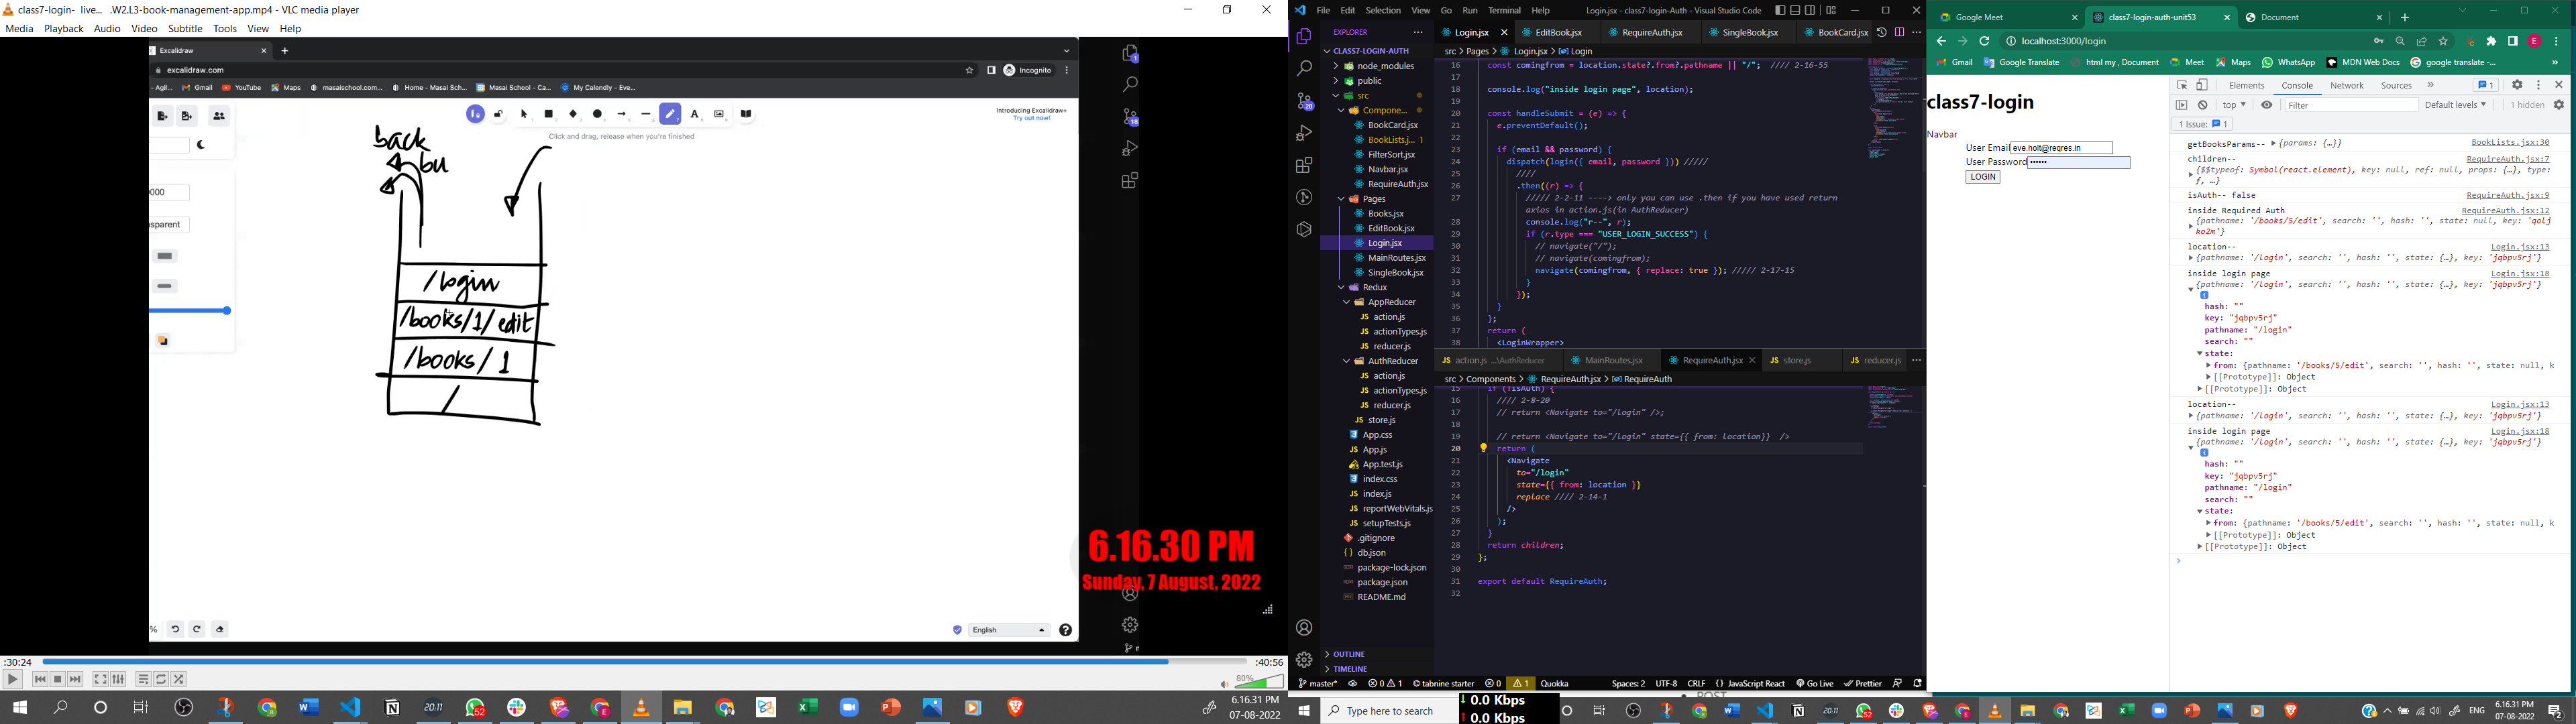 class7-login- live... .W2.L3-book-management-app.mp4 - VLC media player
Media Playback Audio Video Subtitle Tools View Help
Excalidraw
excalidraw.com
Incognito
- Agil... Gmail YouTube Maps masaischool.com... Home - Masai Sch... Masai School - Ca... My Calendly - Eve...
Introducing Excalidraw+
Try out now!
Click and drag, release when you're finished
back
bu
/login
/books/1/edit
/books/1
/
0000
sparent
%
English
6.16.30 PM
Sunday, 7 August, 2022
:30:24
:40:56
80%
6.16.31 PM
07-08-2022
File Edit Selection View Go Run Terminal Help
Login.jsx - class7-login-Auth - Visual Studio Code
EXPLORER
CLASS7-LOGIN-AUTH
node_modules
public
src
Compone...
BookCard.jsx
BookLists.j... 1
FilterSort.jsx
Navbar.jsx
RequireAuth.jsx
Pages
Books.jsx
EditBook.jsx
Login.jsx
MainRoutes.jsx
SingleBook.jsx
Redux
AppReducer
action.js
actionTypes.js
reducer.js
AuthReducer
action.js
actionTypes.js
reducer.js
store.js
App.css
App.js
App.test.js
index.css
index.js
reportWebVitals.js
setupTests.js
.gitignore
db.json
package-lock.json
package.json
README.md
OUTLINE
TIMELINE
Login.jsx EditBook.jsx RequireAuth.jsx SingleBook.jsx BookCard.jsx
src > Pages > Login.jsx > Login
16 const comingfrom = location.state?.from?.pathname || "/"; //// 2-16-55
17
18 console.log("inside login page", location);
19
20 const handleSubmit = (e) => {
21 e.preventDefault();
22
23 if (email && password) {
24 dispatch(login({ email, password })) /////
25 ////
26 .then((r) => {
27 ///// 2-2-11 ----> only you can use .then if you have used return
axios in action.js(in AuthReducer)
28 console.log("r--", r);
29 if (r.type === "USER_LOGIN_SUCCESS") {
30 // navigate("/");
31 // navigate(comingfrom);
32 navigate(comingfrom, { replace: true }); ///// 2-17-15
33 }
34 });
35 }
36 };
37 return (
38 <LoginWrapper>
action.js ...\AuthReducer MainRoutes.jsx RequireAuth.jsx store.js reducer.js
src > Components > RequireAuth.jsx > RequireAuth
15 if (!isAuth) {
16 //// 2-8-20
17 // return <Navigate to="/login" />;
18
19 // return <Navigate to="/login" state={{ from: location}} />
20 return (
21 <Navigate
22 to="/login"
23 state={{ from: location }}
24 replace //// 2-14-1
25 />
26 );
27 }
28 return children;
29 };
30
31 export default RequireAuth;
32
master* 0 1 tabnine starter 0 1 Quokka Spaces: 2 UTF-8 CRLF {} JavaScript React Go Live Prettier
Type here to search
0.0 Kbps
0.0 Kbps
POST
Google Meet class7-login-auth-unit53 Document
localhost:3000/login
Gmail Google Translate html my , Document Meet Maps WhatsApp MDN Web Docs google translate -...
class7-login
Navbar
User Email eve.holt@reqres.in
User Password ••••••
LOGIN
Elements Console Network Sources 1
top Filter Default levels 1 hidden
1 Issue: 1
getBooksParams-- {params: {…}} BookLists.jsx:30
children-- RequireAuth.jsx:7
{$$typeof: Symbol(react.element), key: null, ref: null, props: {…}, type: ƒ, …}
isAuth-- false RequireAuth.jsx:9
inside Required Auth RequireAuth.jsx:12
{pathname: '/books/5/edit', search: '', hash: '', state: null, key: 'qoljko2m'}
location-- Login.jsx:13
{pathname: '/login', search: '', hash: '', state: {…}, key: 'jqbpv5rj'}
inside login page Login.jsx:18
{pathname: '/login', search: '', hash: '', state: {…}, key: 'jqbpv5rj'}
hash: ""
key: "jqbpv5rj"
pathname: "/login"
search: ""
state:
from: {pathname: '/books/5/edit', search: '', hash: '', state: null, k
[[Prototype]]: Object
[[Prototype]]: Object
location-- Login.jsx:13
{pathname: '/login', search: '', hash: '', state: {…}, key: 'jqbpv5rj'}
inside login page Login.jsx:18
{pathname: '/login', search: '', hash: '', state: {…}, key: 'jqbpv5rj'}
hash: ""
key: "jqbpv5rj"
pathname: "/login"
search: ""
state:
from: {pathname: '/books/5/edit', search: '', hash: '', state: null, k
[[Prototype]]: Object
[[Prototype]]: Object
ENG
6.16.31 PM
07-08-2022